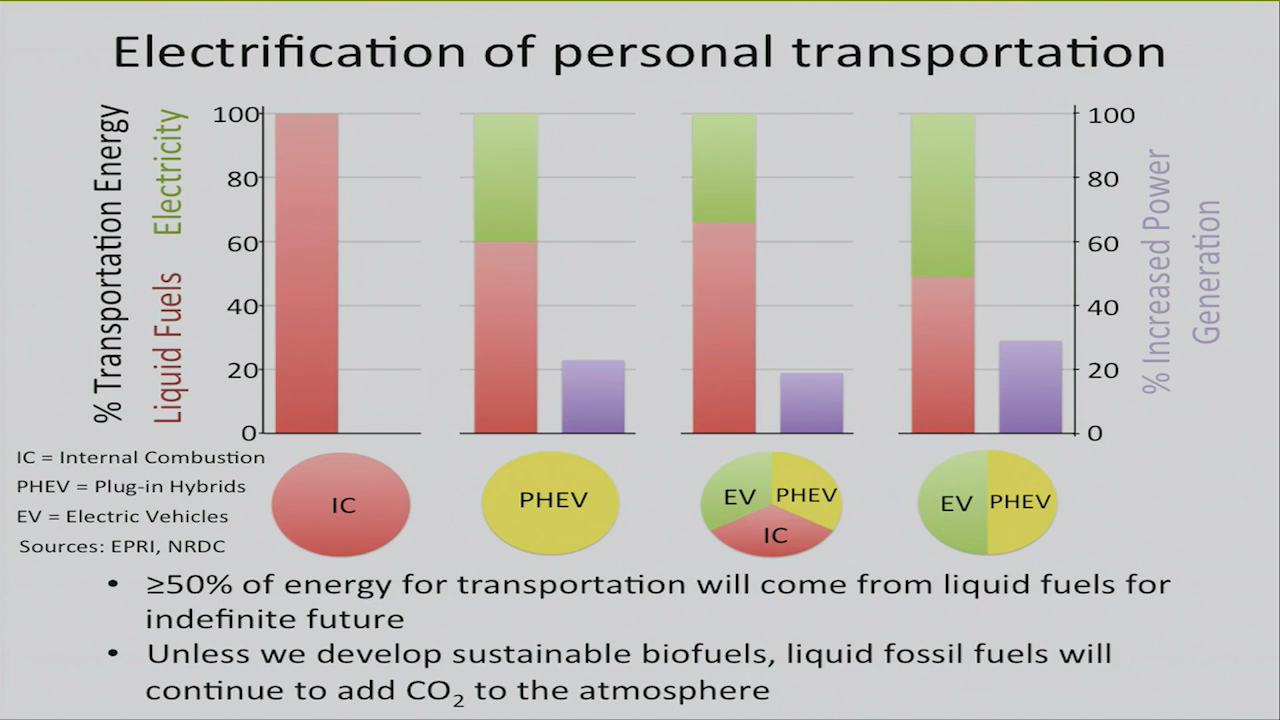 Electrification of personal transportation
% Transportation Energy
Liquid Fuels Electricity
100
80
60
40
20
0
100
80
60
40
20
0
% Increased Power
Generation
IC = Internal Combustion
PHEV = Plug-in Hybrids
EV = Electric Vehicles
Sources: EPRI, NRDC
IC
PHEV
EV PHEV
IC
EV PHEV
• ≥50% of energy for transportation will come from liquid fuels for
indefinite future
• Unless we develop sustainable biofuels, liquid fossil fuels will
continue to add CO₂ to the atmosphere